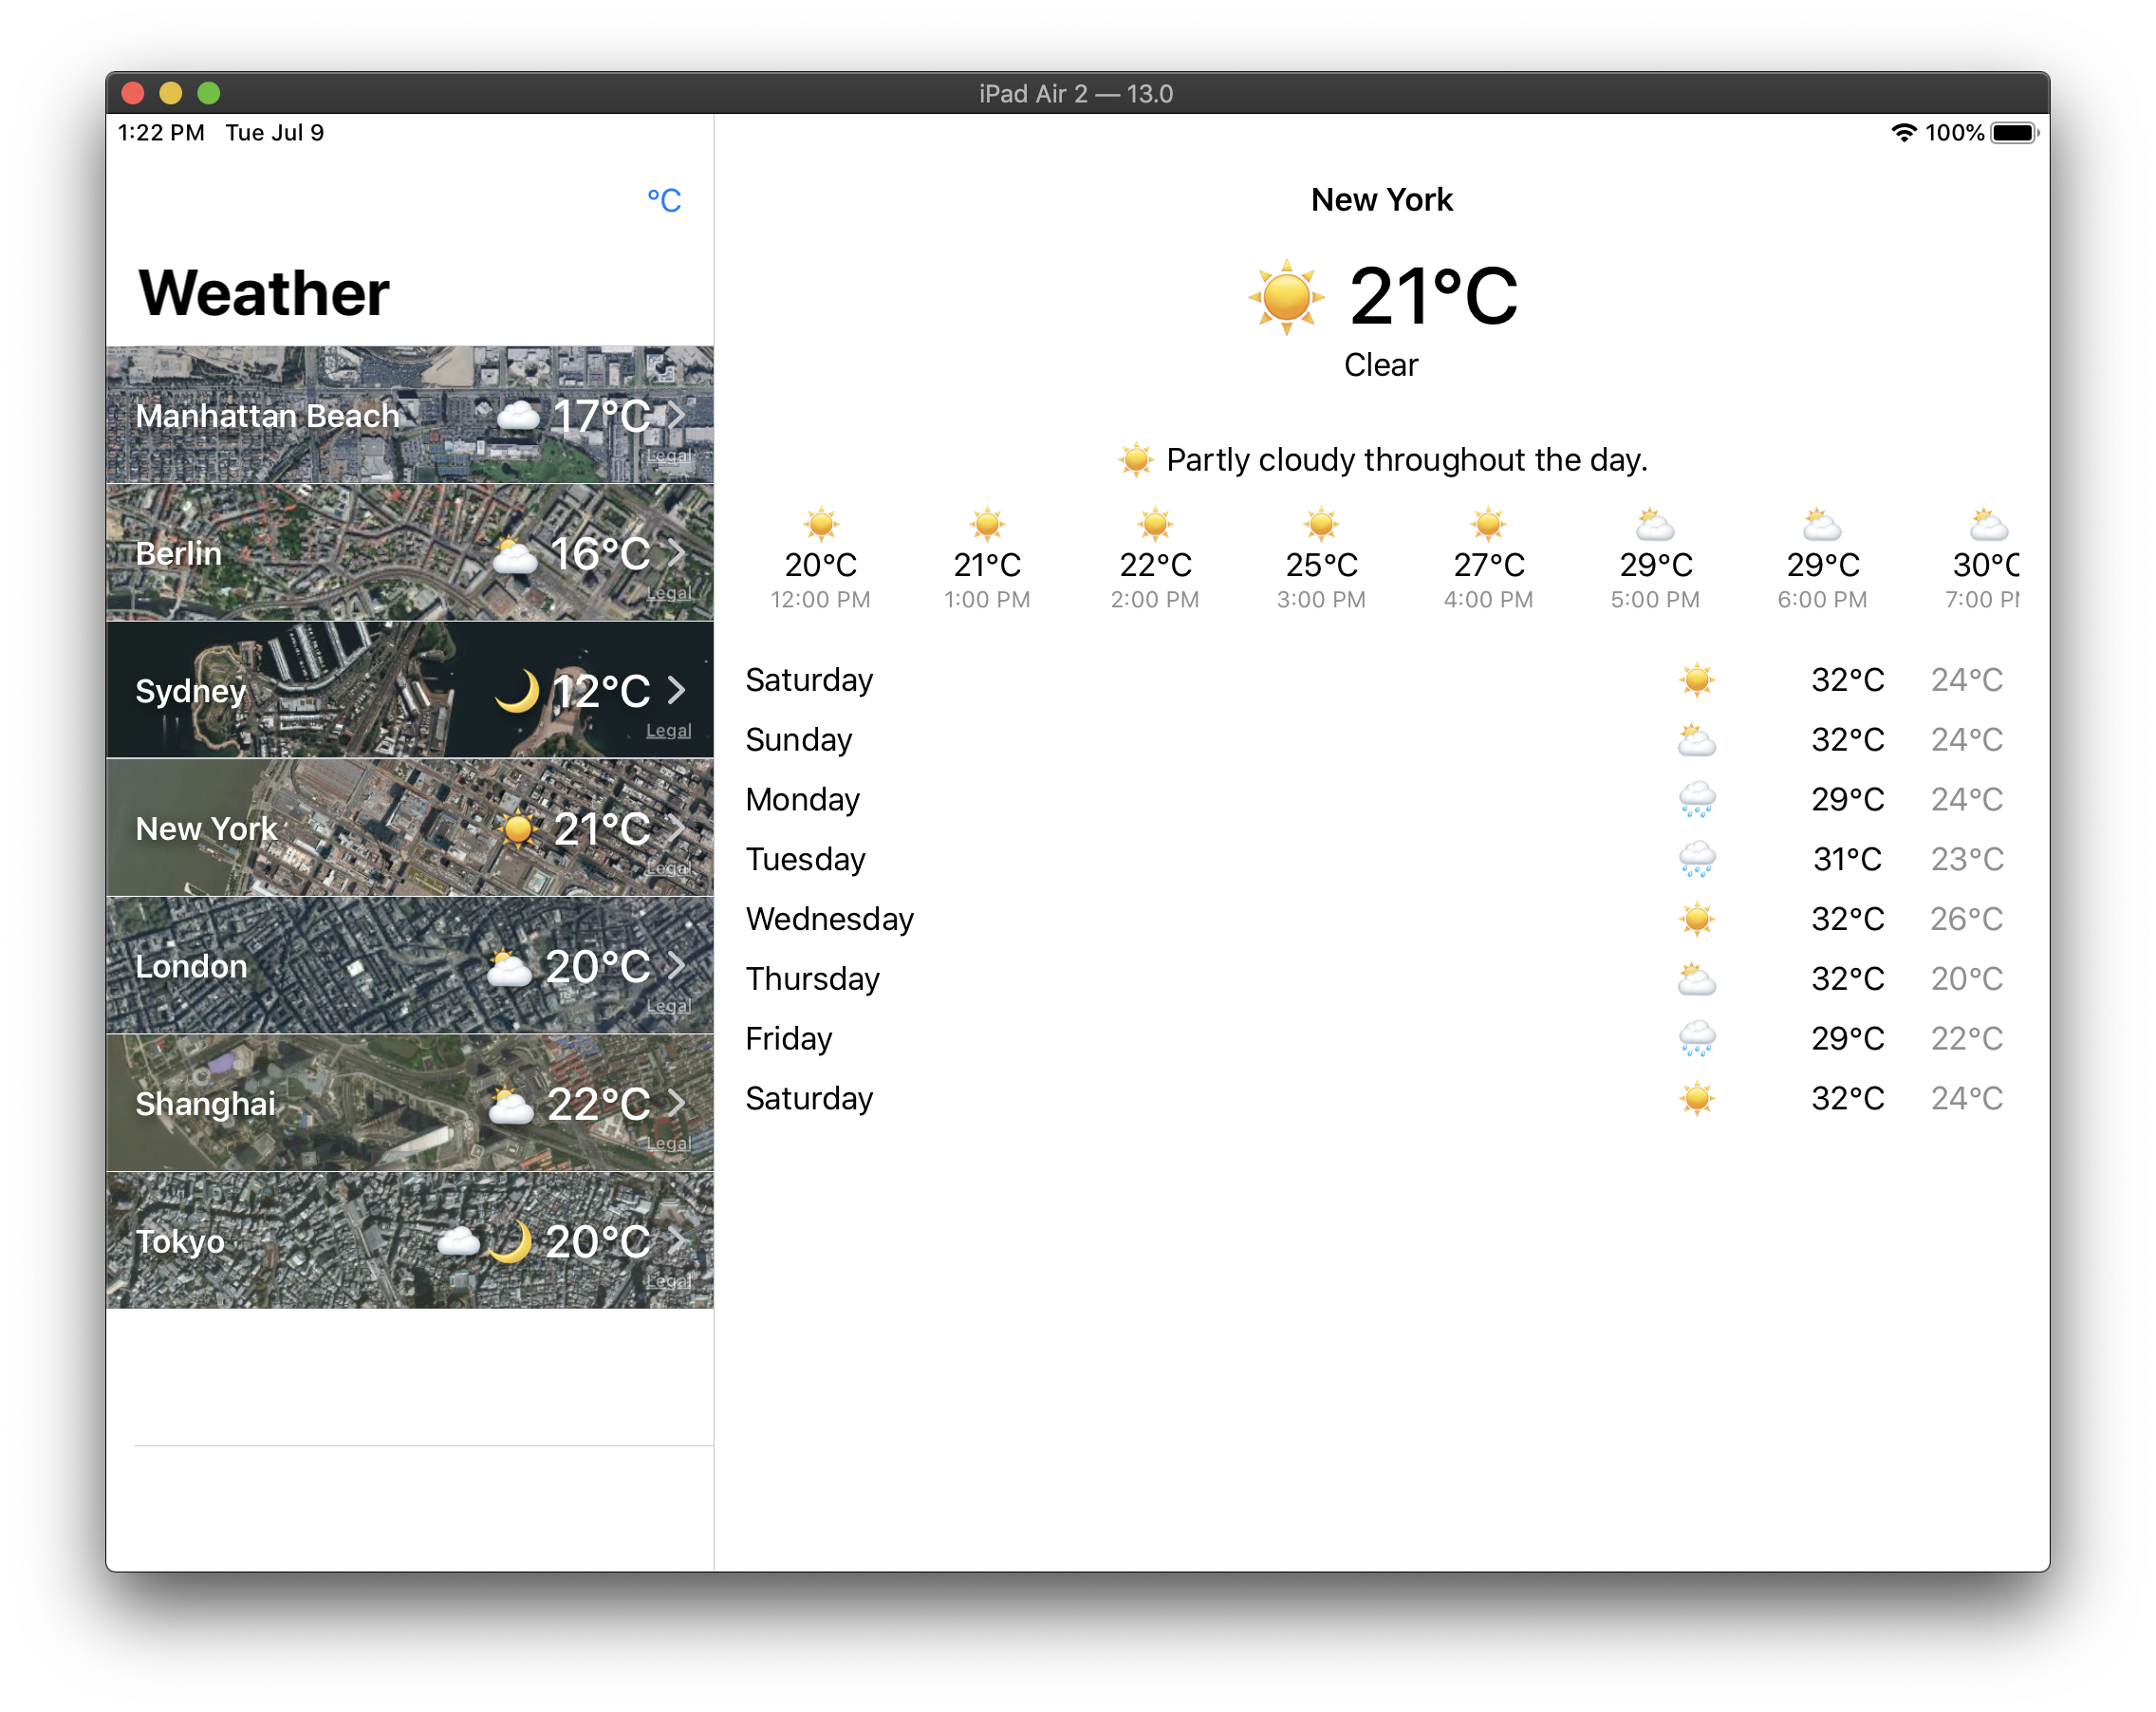 iPad Air 2 — 13.0
1:22 PM Tue Jul 9
100%
°C
Weather
Manhattan Beach 17°C
Legal
Berlin 16°C
Legal
Sydney 12°C
Legal
New York 21°C
Legal
London 20°C
Legal
Shanghai 22°C
Legal
Tokyo 20°C
Legal
New York
21°C
Clear
Partly cloudy throughout the day.
20°C 21°C 22°C 25°C 27°C 29°C 29°C 30°C
12:00 PM 1:00 PM 2:00 PM 3:00 PM 4:00 PM 5:00 PM 6:00 PM 7:00 PM
Saturday 32°C 24°C
Sunday 32°C 24°C
Monday 29°C 24°C
Tuesday 31°C 23°C
Wednesday 32°C 26°C
Thursday 32°C 20°C
Friday 29°C 22°C
Saturday 32°C 24°C